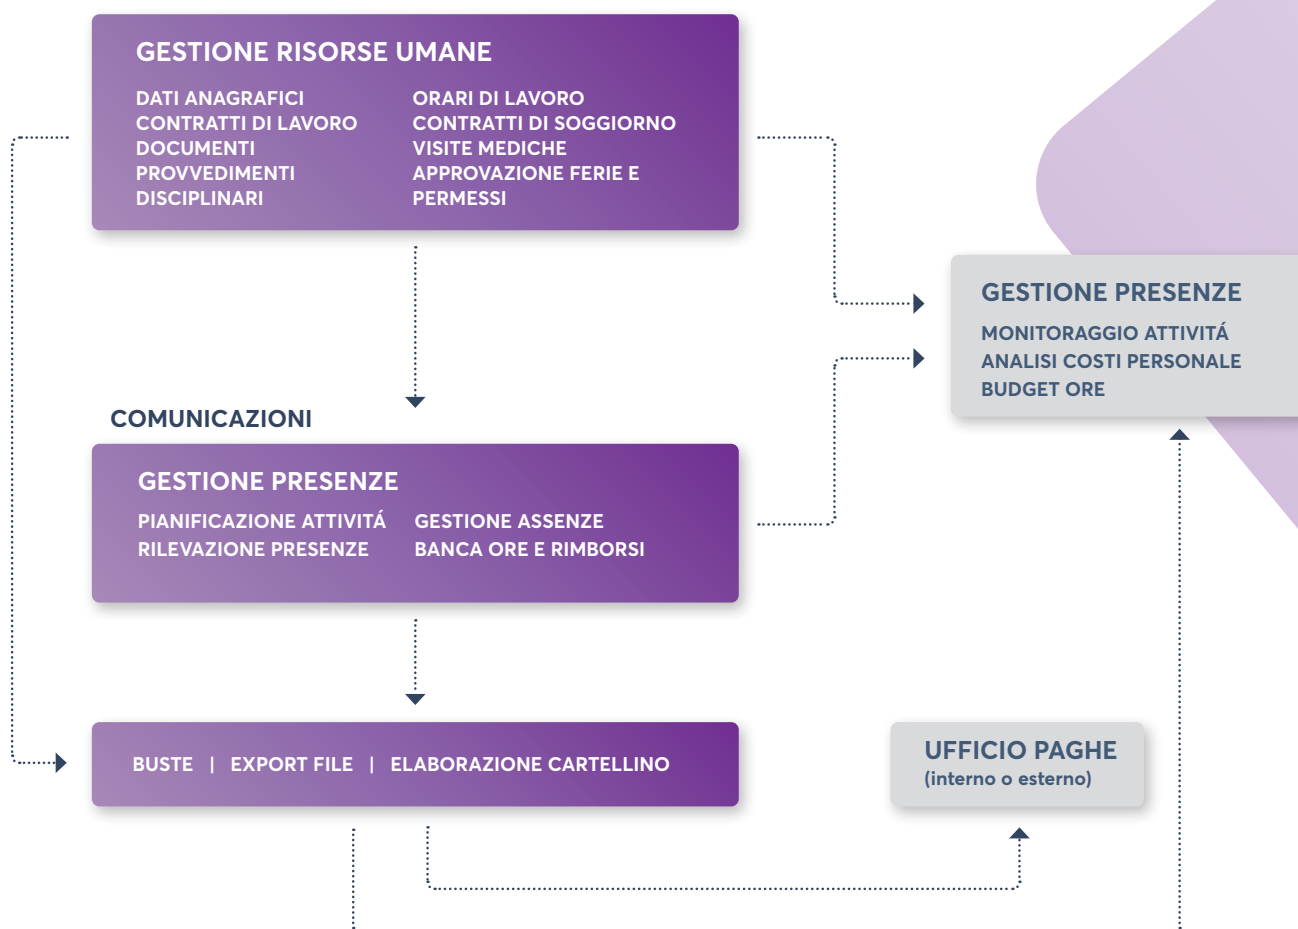 GESTIONE RISORSE UMANE
DATI ANAGRAFICI
CONTRATTI DI LAVORO
DOCUMENTI
PROVVEDIMENTI
DISCIPLINARI
ORARI DI LAVORO
CONTRATTI DI SOGGIORNO
VISITE MEDICHE
APPROVAZIONE FERIE E
PERMESSI
GESTIONE PRESENZE
MONITORAGGIO ATTIVITÁ
ANALISI COSTI PERSONALE
BUDGET ORE
COMUNICAZIONI
GESTIONE PRESENZE
PIANIFICAZIONE ATTIVITÁ
RILEVAZIONE PRESENZE
GESTIONE ASSENZE
BANCA ORE E RIMBORSI
BUSTE | EXPORT FILE | ELABORAZIONE CARTELLINO
UFFICIO PAGHE
(interno o esterno)